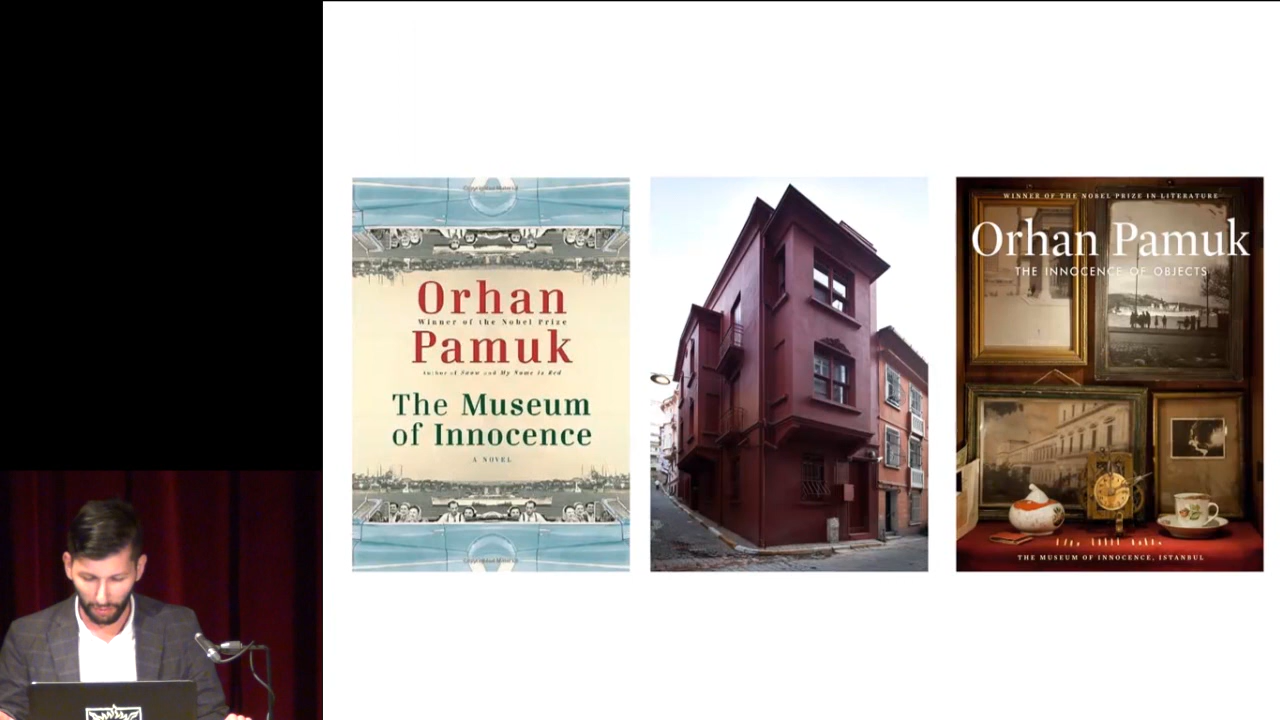 Orhan
Winner of the Nobel Prize
Pamuk
Author of Snow and My Name is Red
The Museum
of Innocence
A NOVEL
WINNER OF THE NOBEL PRIZE IN LITERATURE
Orhan Pamuk
THE INNOCENCE OF OBJECTS
THE MUSEUM OF INNOCENCE, ISTANBUL